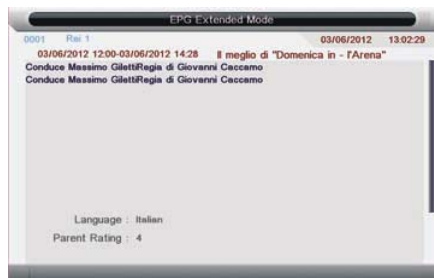 EPG Extended Mode
0001 Rai 1 03/06/2012 13:02:29
03/06/2012 12:00-03/06/2012 14:28 Il meglio di "Domenica in - l'Arena"
Conduce Massimo GilettiRegia di Giovanni Caccamo
Conduce Massimo GilettiRegia di Giovanni Caccamo
Language : Italian
Parent Rating : 4